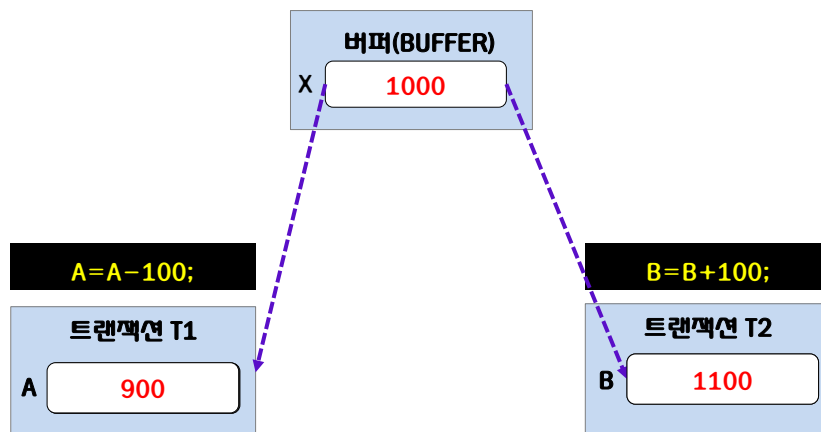 버퍼(BUFFER)
X 1000
A=A−100;
B=B+100;
트랜잭션 T1
트랜잭션 T2
A 900
B 1100